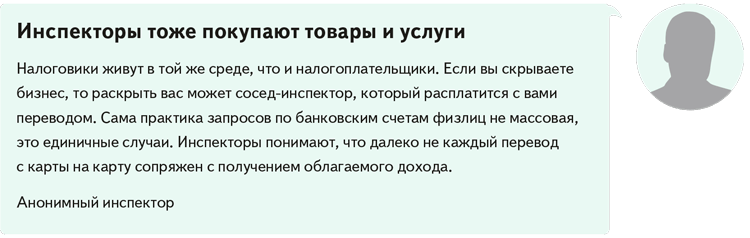 Инспекторы тоже покупают товары и услуги
Налоговики живут в той же среде, что и налогоплательщики. Если вы скрываете
бизнес, то раскрыть вас может сосед-инспектор, который расплатится с вами
переводом. Сама практика запросов по банковским счетам физлиц не массовая,
это единичные случаи. Инспекторы понимают, что далеко не каждый перевод
с карты на карту сопряжен с получением облагаемого дохода.
Анонимный инспектор